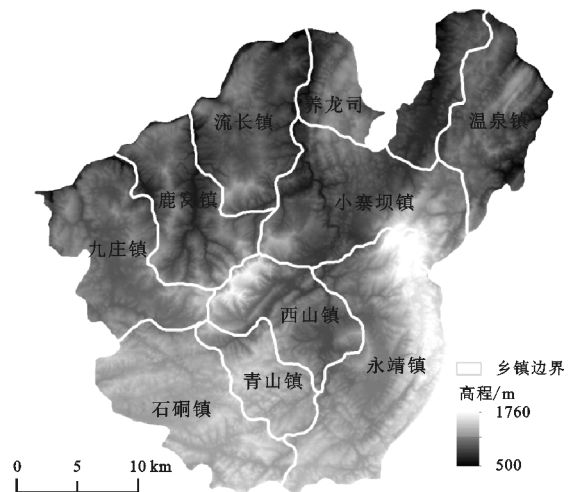 养龙司
流长镇
温泉镇
鹿窝镇
小寨坝镇
九庄镇
西山镇
永靖镇
青山镇
石硐镇
乡镇边界
高程/m
1760
500
0 5 10 km